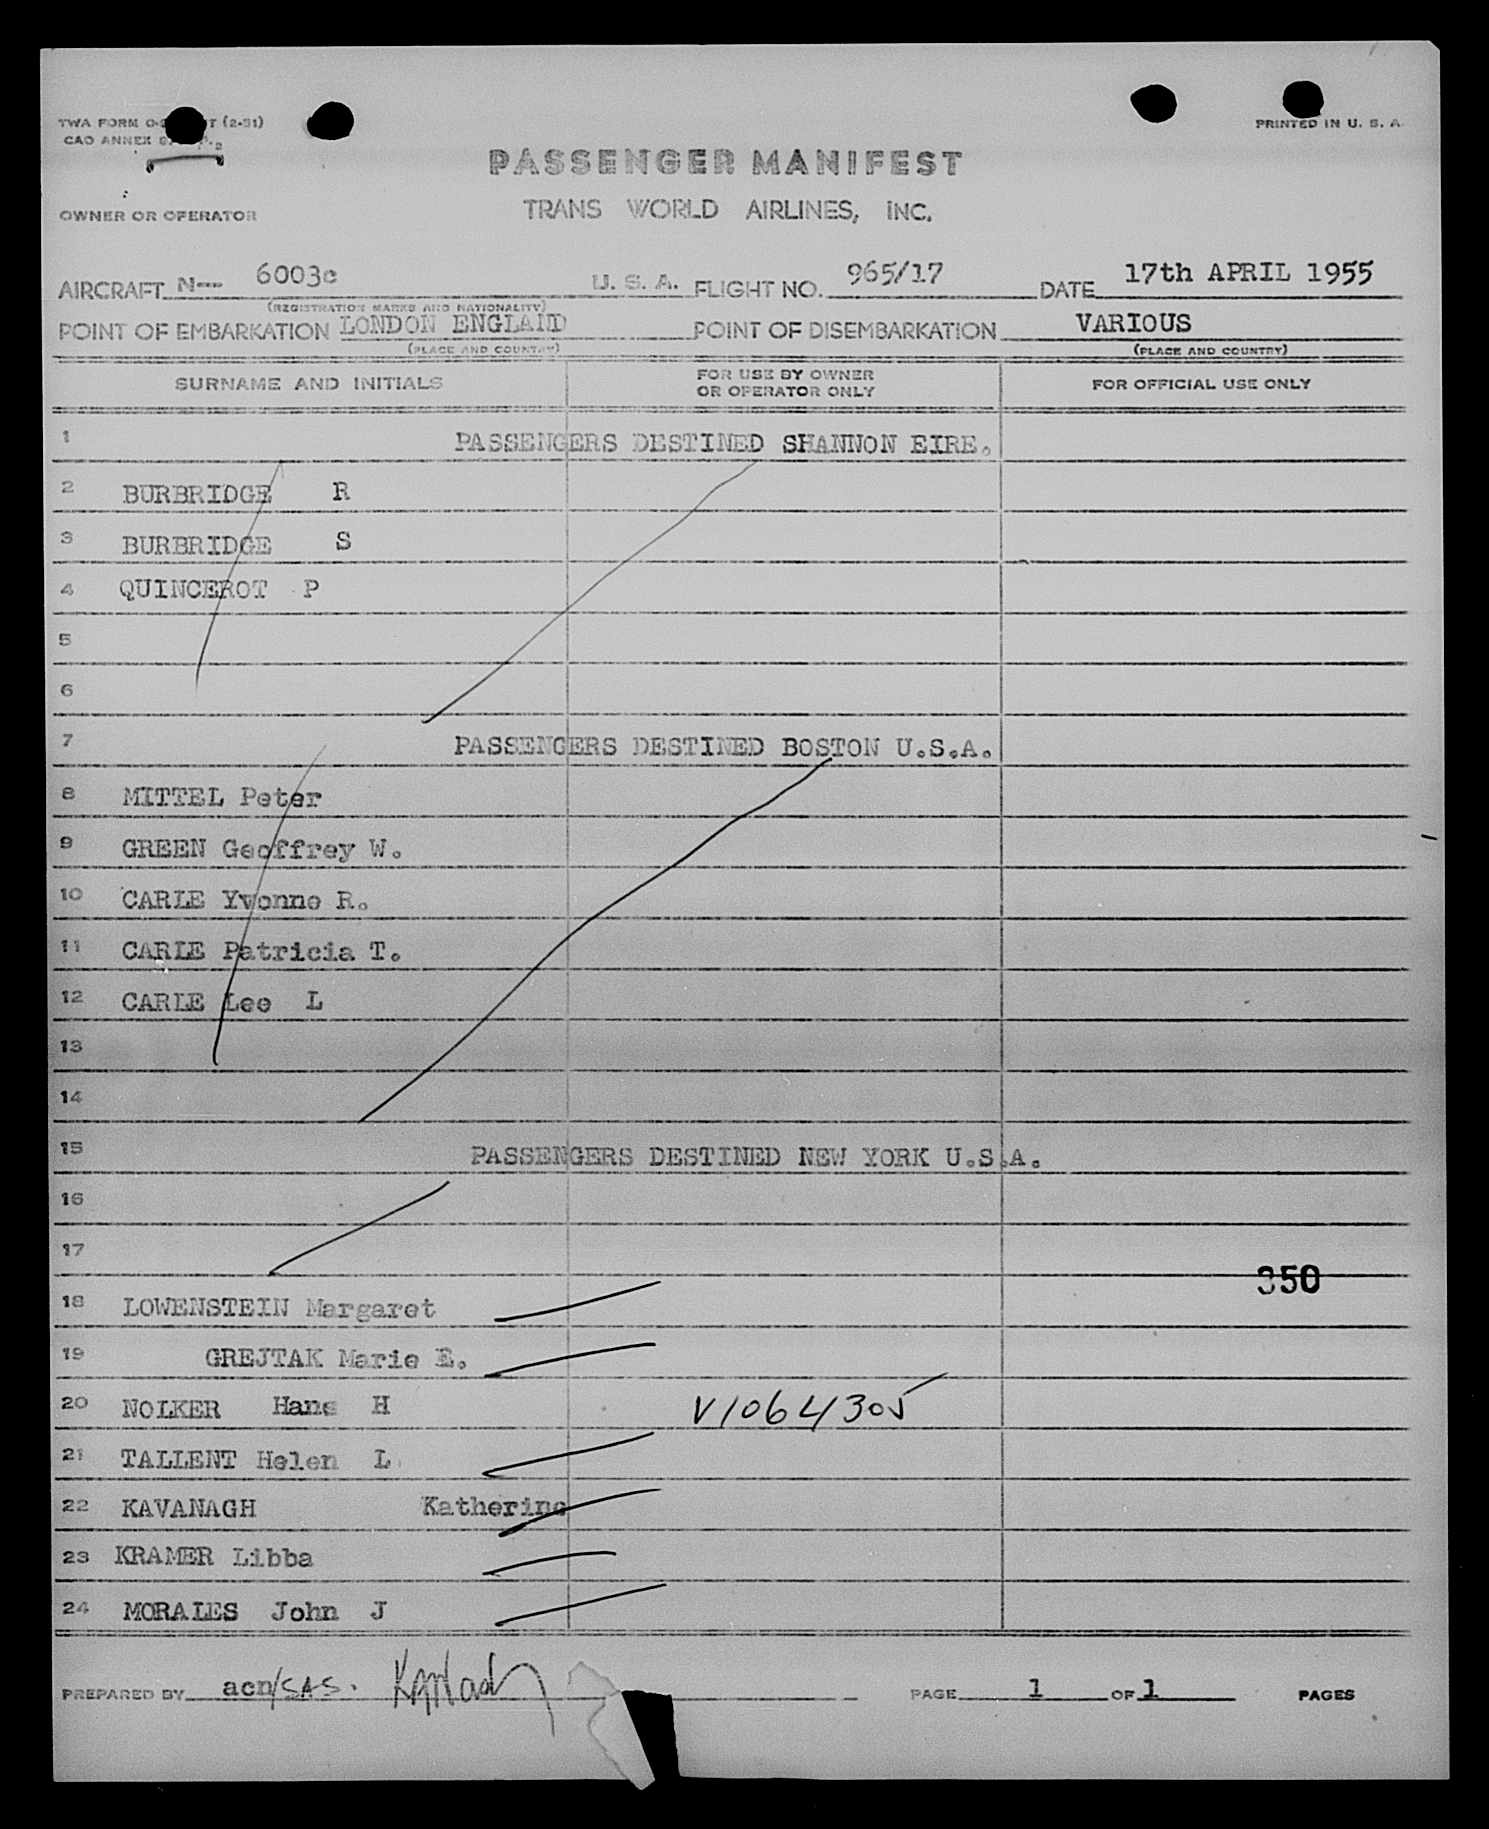 TWA FORM (2-51) PRINTED IN U. S. A.
CAO ANNEX
PASSENGER MANIFEST
OWNER OR OPERATOR TRANS WORLD AIRLINES, INC.
AIRCRAFT N-- 6003c U. S. A. FLIGHT NO. 965/17 DATE 17th APRIL 1955
(REGISTRATION MARKS AND NATIONALITY)
POINT OF EMBARKATION LONDON ENGLAND POINT OF DISEMBARKATION VARIOUS
(PLACE AND COUNTRY) (PLACE AND COUNTRY)
SURNAME AND INITIALS FOR USE BY OWNER OR OPERATOR ONLY FOR OFFICIAL USE ONLY
1 PASSENGERS DESTINED SHANNON EIRE.
2 BURBRIDGE R
3 BURBRIDGE S
4 QUINCEROT P
5
6
7 PASSENGERS DESTINED BOSTON U.S.A.
8 MITTEL Peter
9 GREEN Geoffrey W.
10 CARLE Yvonne R.
11 CARLE Patricia T.
12 CARLE Lee L
13
14
15 PASSENGERS DESTINED NEW YORK U.S.A.
16
17
350
18 LOWENSTEIN Margaret
19 GREJTAK Marie E.
20 NOLKER Hans H V1064305
21 TALLENT Helen L
22 KAVANAGH Katherine
23 KRAMER Libba
24 MORALES John J
PREPARED BY acn/SAS. PAGE 1 OF 1 PAGES